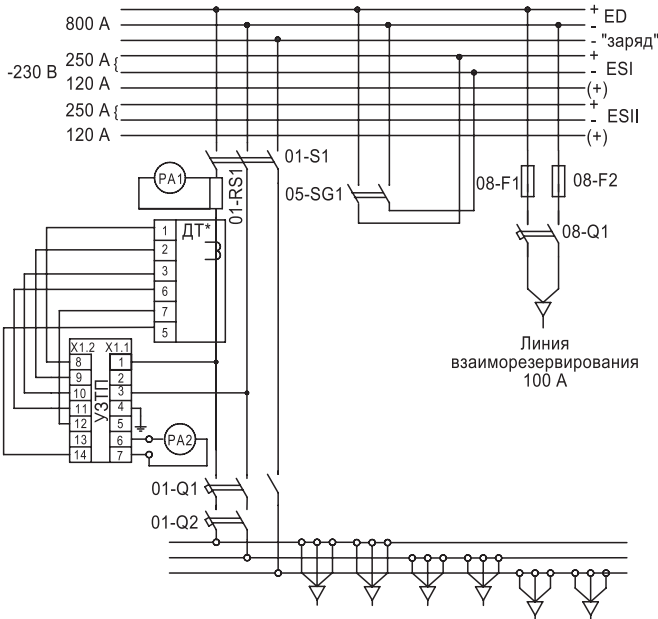 + ED
800 А -
- "заряд"
250 А { +
-230 В - ESI
120 А (+)
250 А { +
- ESII
120 А (+)
01-S1
PA1
01-RS1
05-SG1
08-F1
08-F2
08-Q1
ДТ*
1
2
3
6
7
5
Линия
взаиморезервирования
100 А
X1.2 X1.1
8 1
9 2
10 3
11 4
12 5
13 6
14 7
УЗТП
PA2
01-Q1
01-Q2